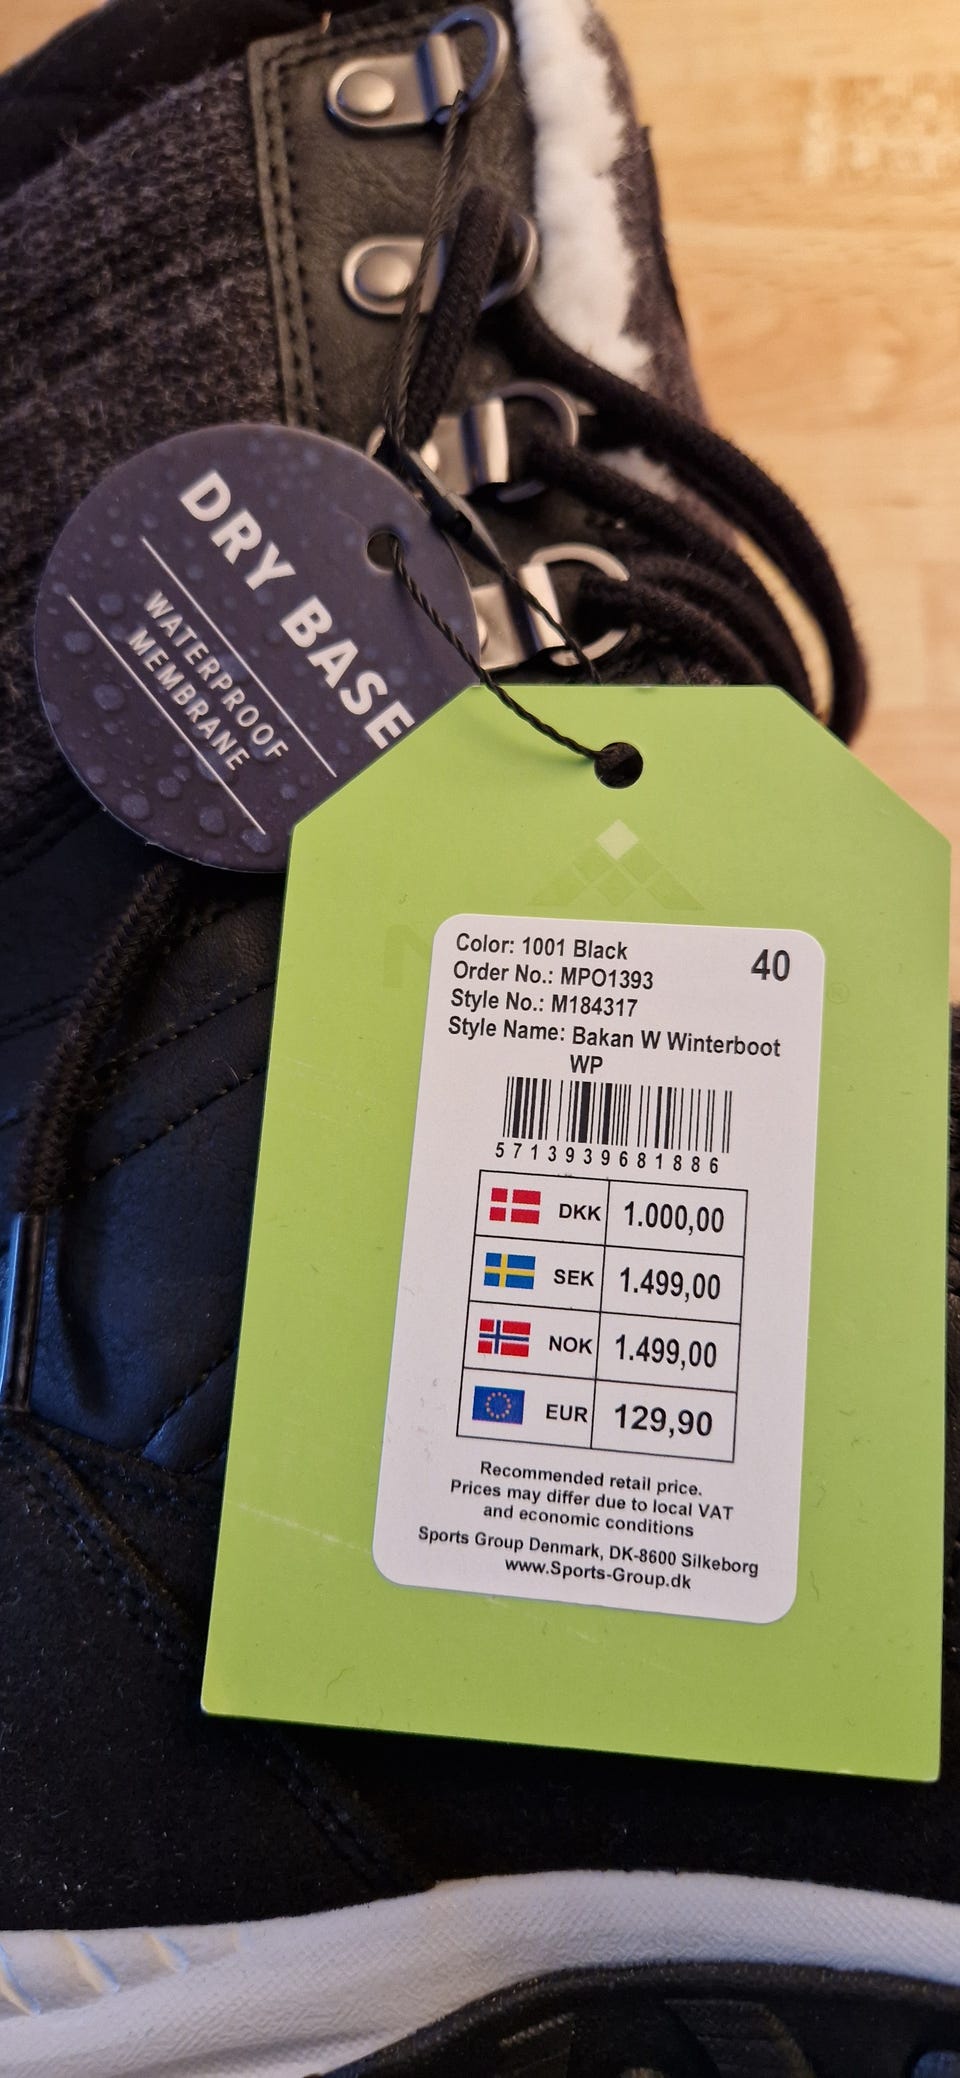 DRY BASE
WATERPROOF
MEMBRANE
Color: 1001 Black
40
Order No.: MPO1393
Style No.: M184317
Style Name: Bakan W Winterboot
WP
5713939681886
DKK 1.000,00
SEK 1.499,00
NOK 1.499,00
EUR 129,90
Recommended retail price.
Prices may differ due to local VAT
and economic conditions
Sports Group Denmark, DK-8600 Silkeborg
www.Sports-Group.dk